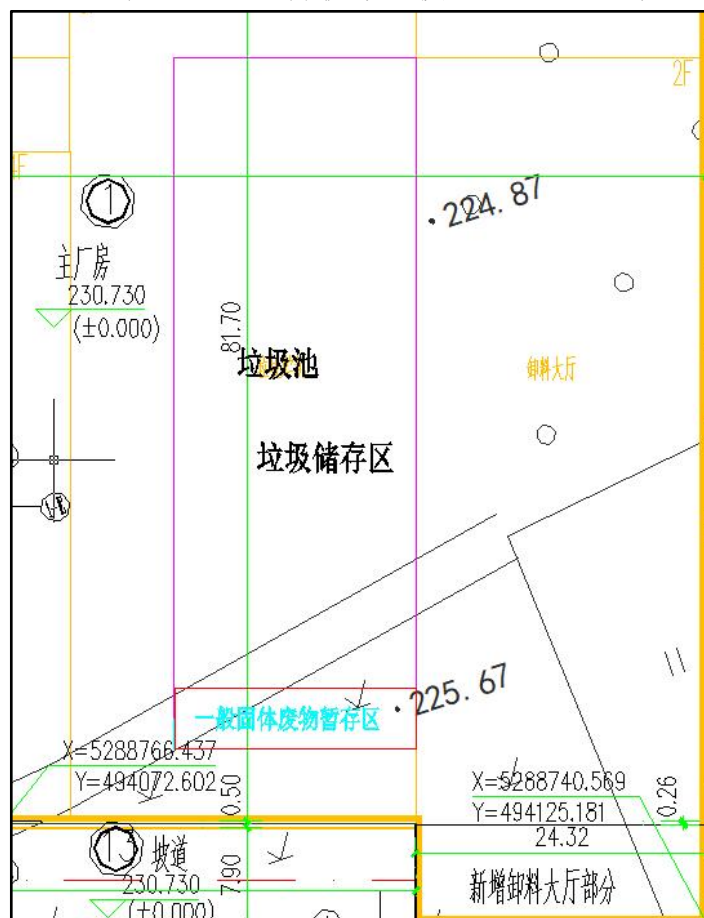 2F
1
224.87
主厂房
230.730
(±0.000)
81.70
垃圾池
卸料大厅
垃圾储存区
225.67
一般固体废物暂存区
X=5288766.437
Y=494072.602
0.50
X=5288740.569
Y=494125.181
0.26
24.32
13
坡道
230.730
(±0.000)
7.90
新增卸料大厅部分